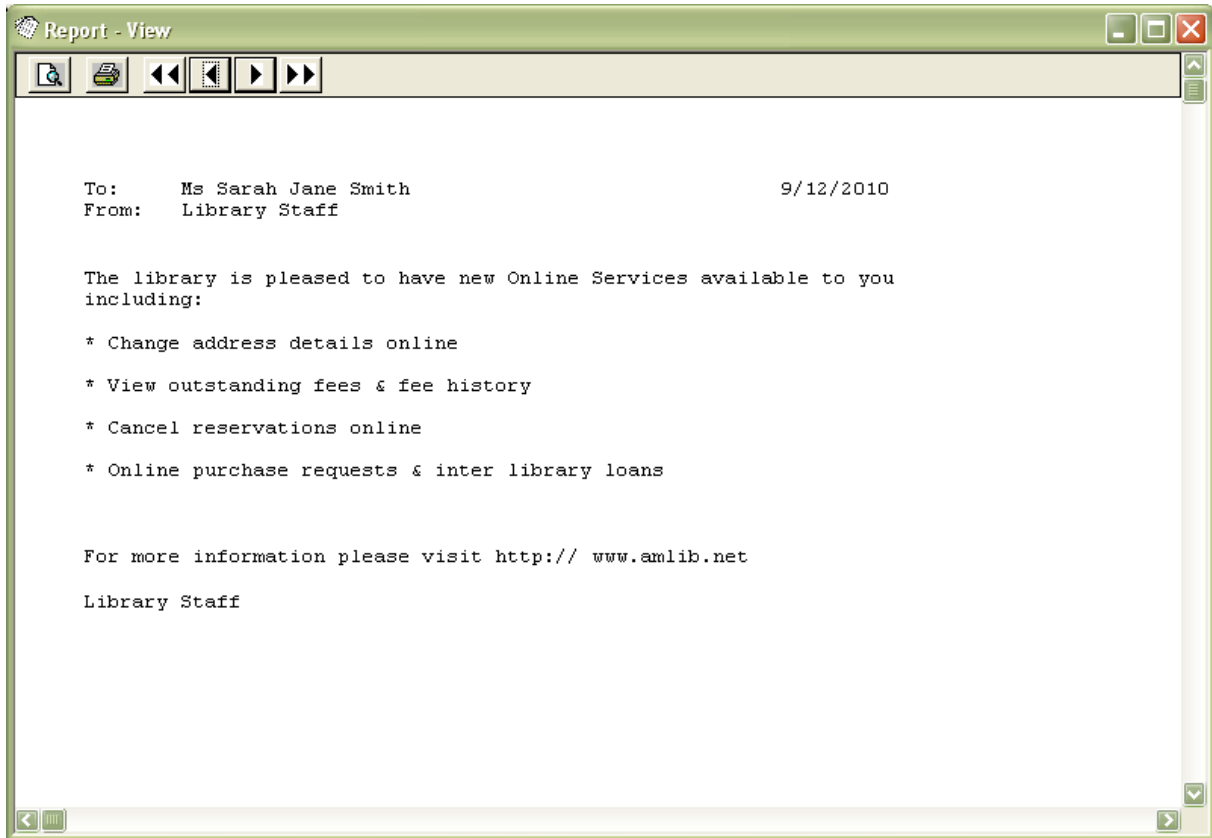 Report - View
To: Ms Sarah Jane Smith 9/12/2010
From: Library Staff
The library is pleased to have new Online Services available to you
including:
* Change address details online
* View outstanding fees & fee history
* Cancel reservations online
* Online purchase requests & inter library loans
For more information please visit http:// www.amlib.net
Library Staff